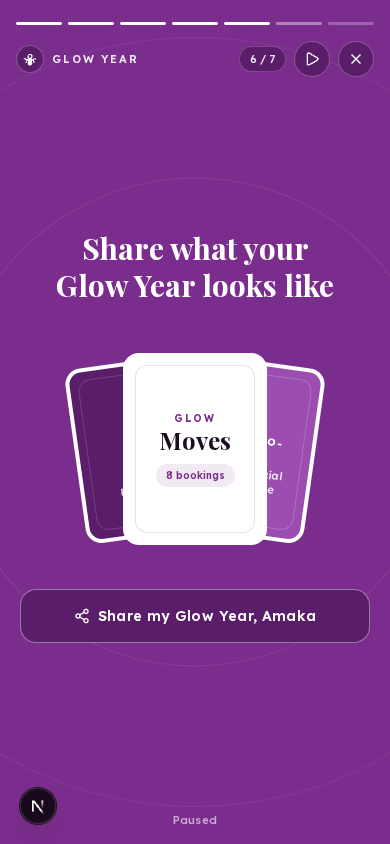 GLOW YEAR
6 / 7
Share what your
Glow Year looks like
GLOW
Moves
8 bookings
Share my Glow Year, Amaka
Paused